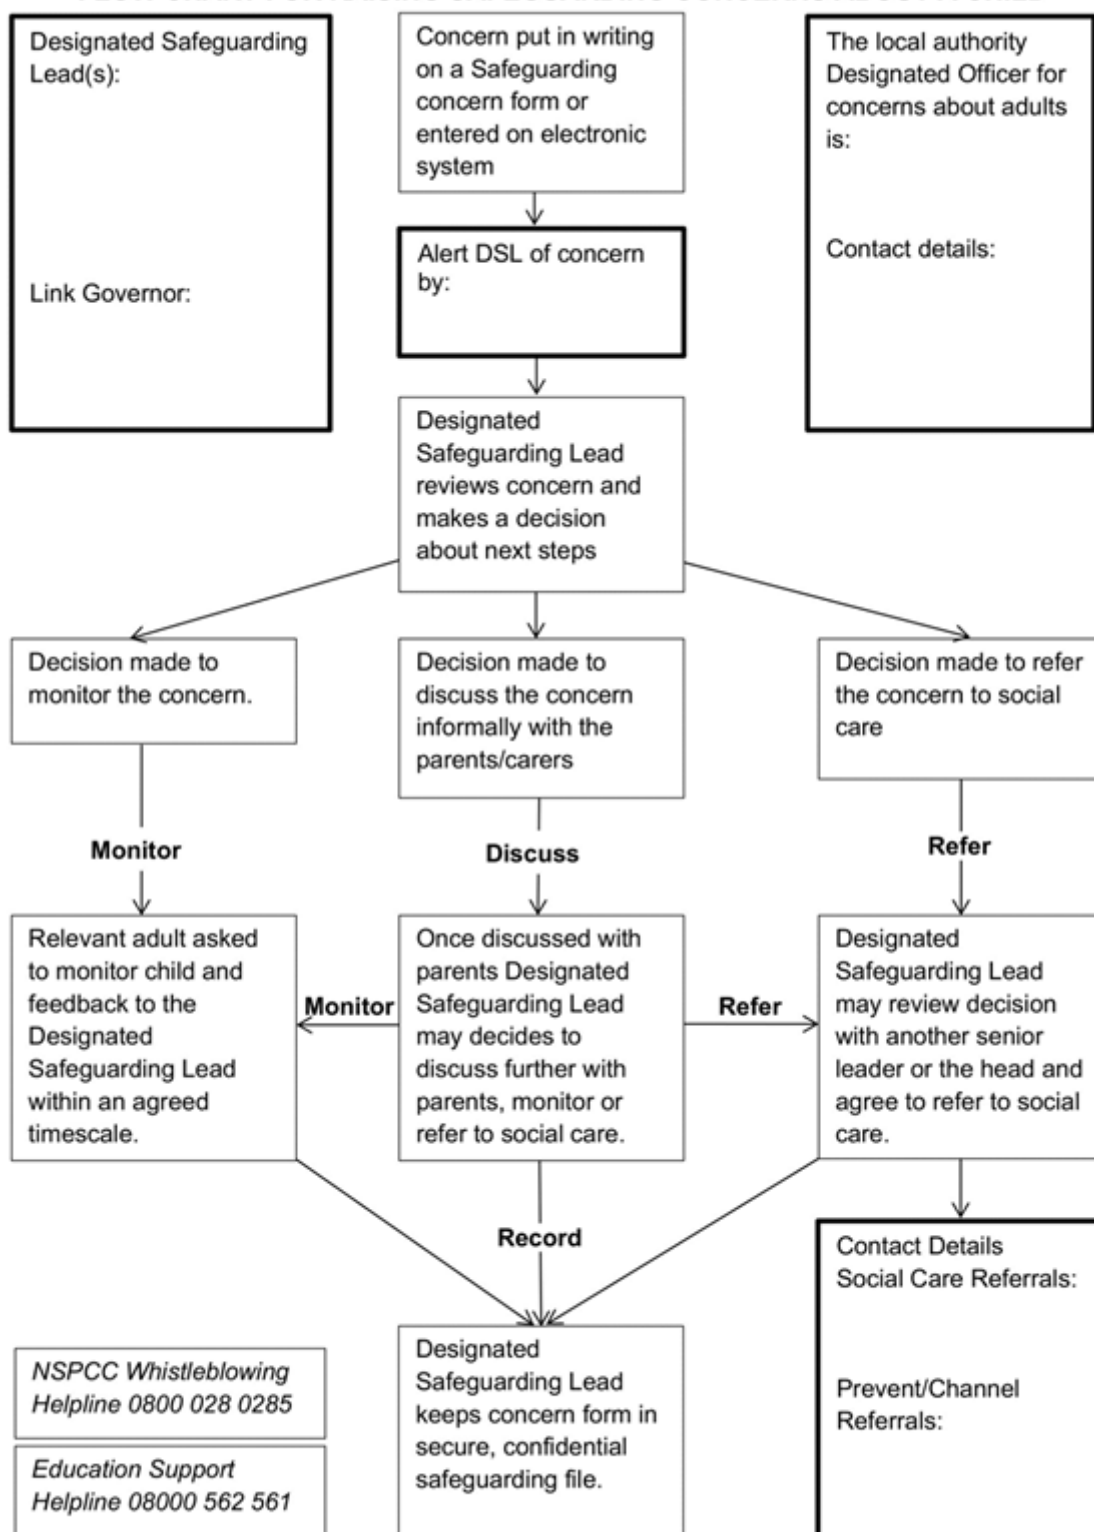 Designated Safeguarding
Lead(s):
Link Governor:
Concern put in writing
on a Safeguarding
concern form or
entered on electronic
system
The local authority
Designated Officer for
concerns about adults
is:
Contact details:
Alert DSL of concern
by:
Designated
Safeguarding Lead
reviews concern and
makes a decision
about next steps
Decision made to
monitor the concern.
Decision made to
discuss the concern
informally with the
parents/carers
Decision made to refer
the concern to social
care
Monitor
Discuss
Refer
Relevant adult asked
to monitor child and
feedback to the
Designated
Safeguarding Lead
within an agreed
timescale.
Monitor
Once discussed with
parents Designated
Safeguarding Lead
may decides to
discuss further with
parents, monitor or
refer to social care.
Refer
Designated
Safeguarding Lead
may review decision
with another senior
leader or the head and
agree to refer to social
care.
Record
Contact Details
Social Care Referrals:
Prevent/Channel
Referrals:
NSPCC Whistleblowing
Helpline 0800 028 0285
Education Support
Helpline 08000 562 561
Designated
Safeguarding Lead
keeps concern form in
secure, confidential
safeguarding file.